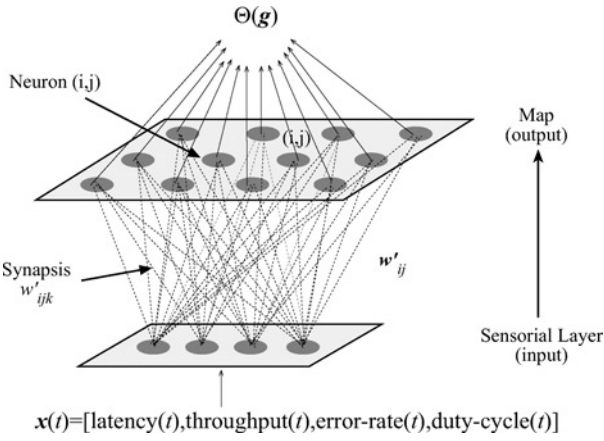 Θ(g)
Neuron (i,j)
(i,j)
Map
(output)
Synapsis
w'ijk
w'ij
Sensorial Layer
(input)
x(t)=[latency(t),throughput(t),error-rate(t),duty-cycle(t)]